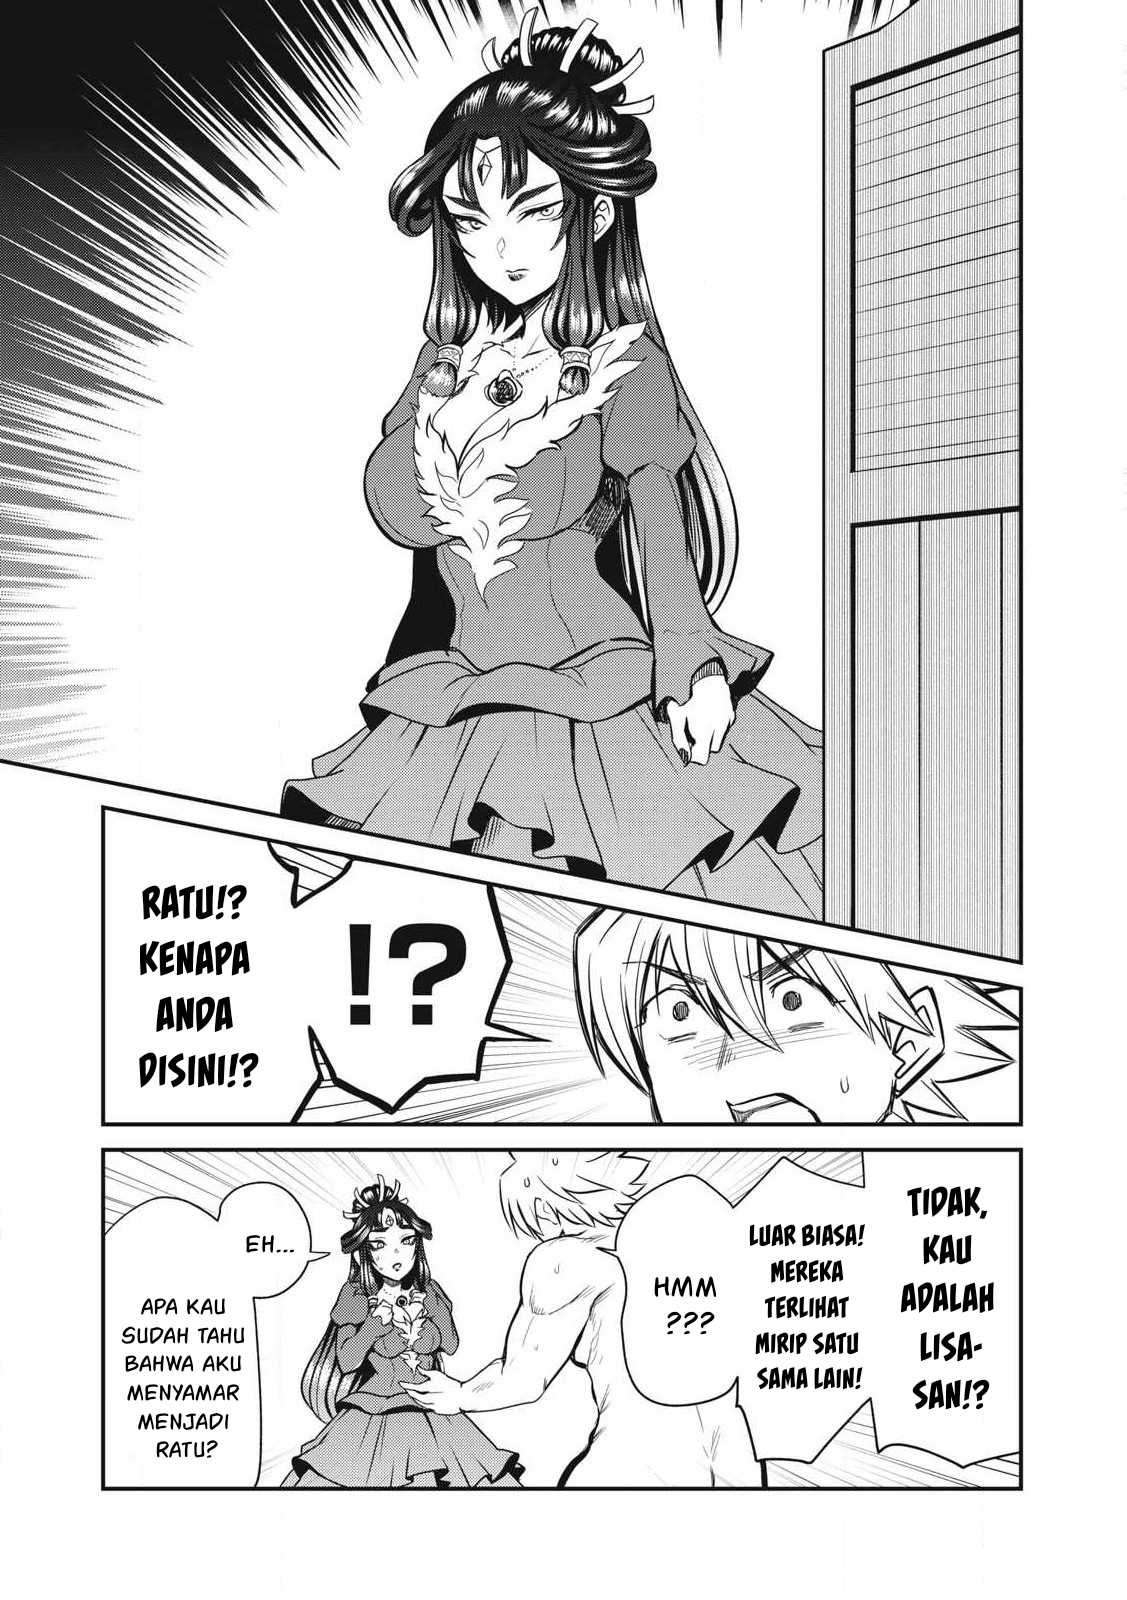 !?
RATU!?
KENAPA
ANDA
DISINI!?
TIDAK,
KAU
ADALAH
LISA-
SAN!?
LUAR BIASA!
MEREKA
TERLIHAT
MIRIP SATU
SAMA LAIN!
HMM
???
EH...
APA KAU
SUDAH TAHU
BAHWA AKU
MENYAMAR
MENJADI
RATU?